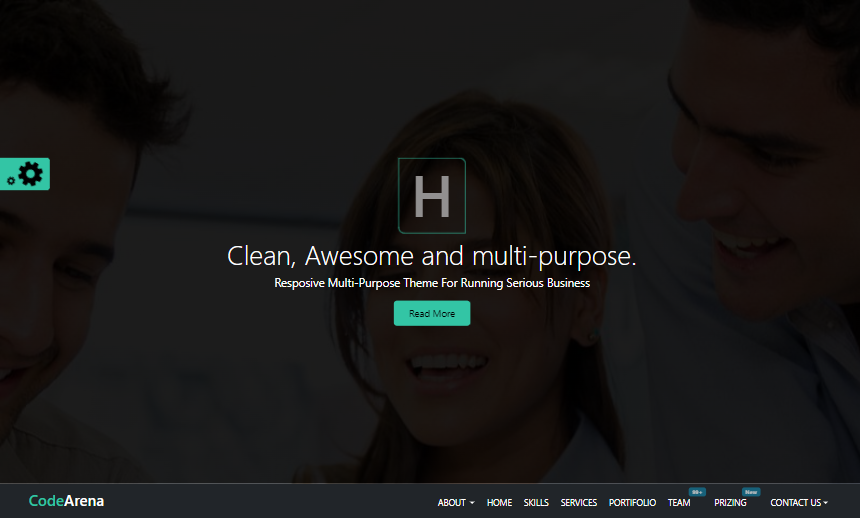 H
Clean, Awesome and multi-purpose.
Resposive Multi-Purpose Theme For Running Serious Business
Read More
99+ New
CodeArena ABOUT HOME SKILLS SERVICES PORTIFOLIO TEAM PRIZING CONTACT US